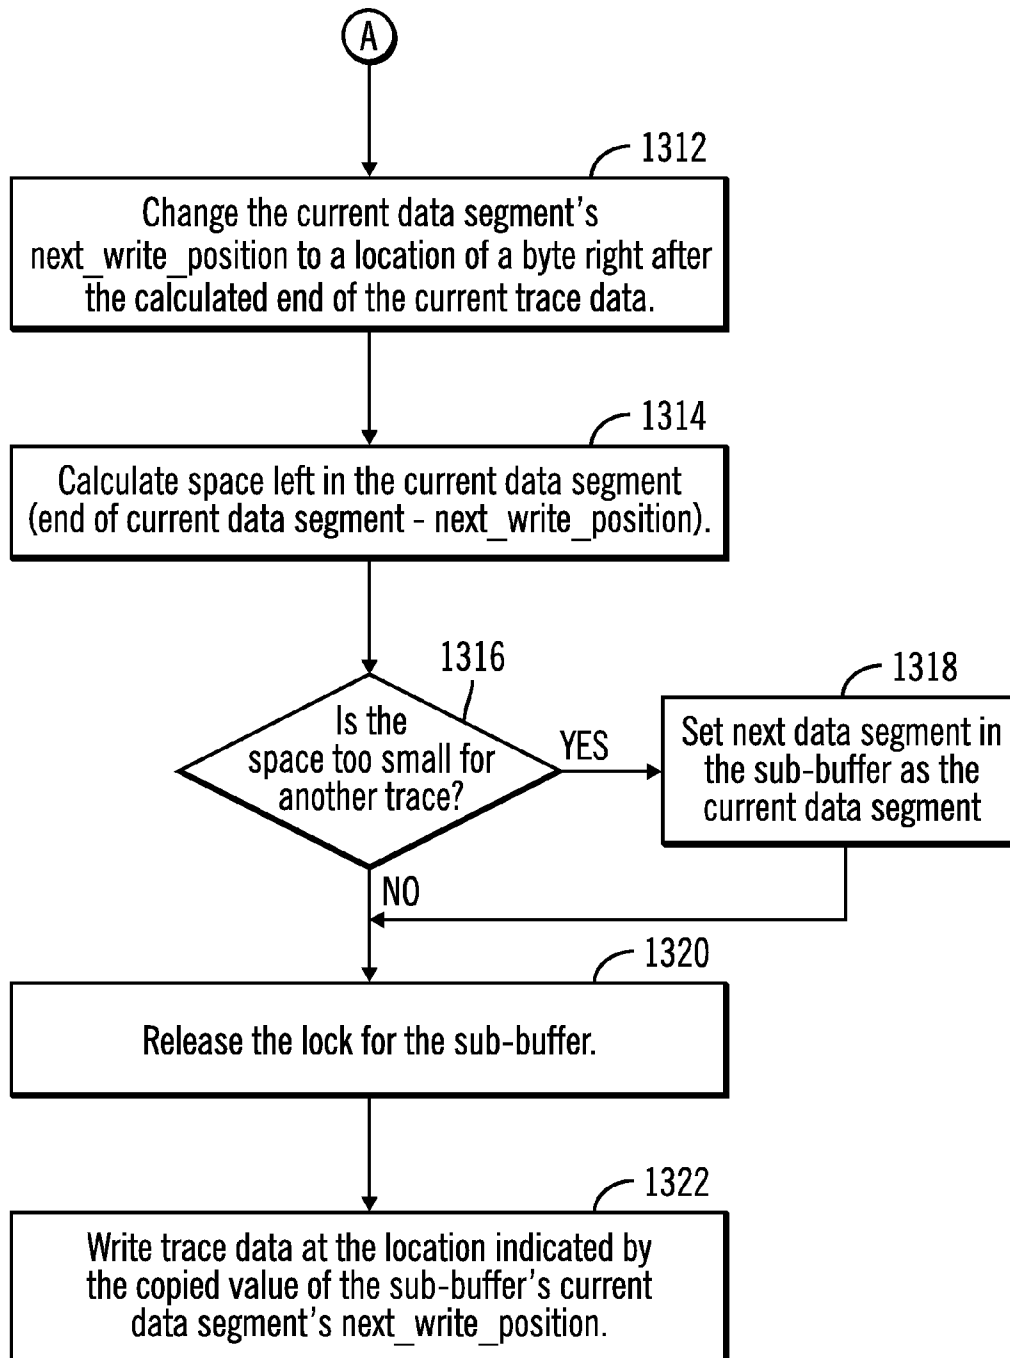 A
1312
Change the current data segment's
next_write_position to a location of a byte right after
the calculated end of the current trace data.
1314
Calculate space left in the current data segment
(end of current data segment - next_write_position).
1316
Is the
space too small for
another trace?
YES
1318
Set next data segment in
the sub-buffer as the
current data segment
NO
1320
Release the lock for the sub-buffer.
1322
Write trace data at the location indicated by
the copied value of the sub-buffer's current
data segment's next_write_position.